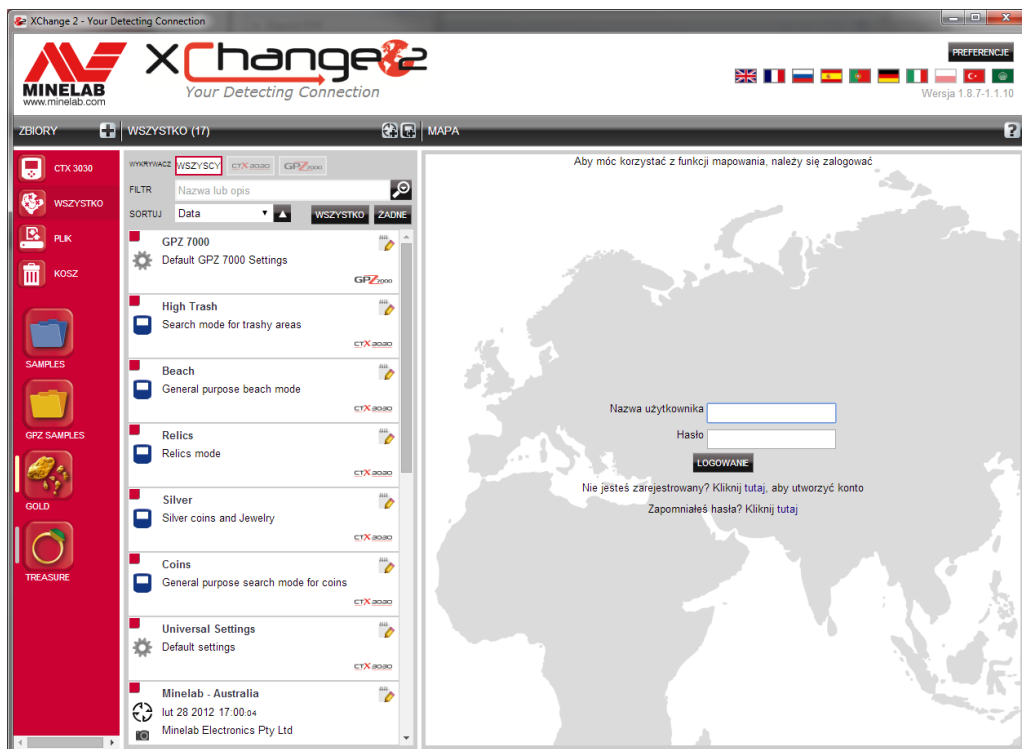 XChange 2 - Your Detecting Connection
MINELAB
www.minelab.com
XChange 2
Your Detecting Connection
PREFERENCJE
Wersja 1.8.7-1.1.10
ZBIORY
WSZYSTKO (17)
MAPA
?
CTX 3030
WSZYSTKO
PLIK
KOSZ
SAMPLES
GPZ SAMPLES
GOLD
TREASURE
WYKRYWACZ WSZYSCY CTX 3030 GPZ 7000
FILTR Nazwa lub opis
SORTUJ Data WSZYSTKO ŻADNE
GPZ 7000
Default GPZ 7000 Settings
GPZ 7000
High Trash
Search mode for trashy areas
CTX 3030
Beach
General purpose beach mode
CTX 3030
Relics
Relics mode
CTX 3030
Silver
Silver coins and Jewelry
CTX 3030
Coins
General purpose search mode for coins
CTX 3030
Universal Settings
Default settings
CTX 3030
Minelab - Australia
lut 28 2012 17:00:04
Minelab Electronics Pty Ltd
Aby móc korzystać z funkcji mapowania, należy się zalogować
Nazwa użytkownika
Hasło
LOGOWANIE
Nie jesteś zarejestrowany? Kliknij tutaj, aby utworzyć konto
Zapomniałeś hasła? Kliknij tutaj